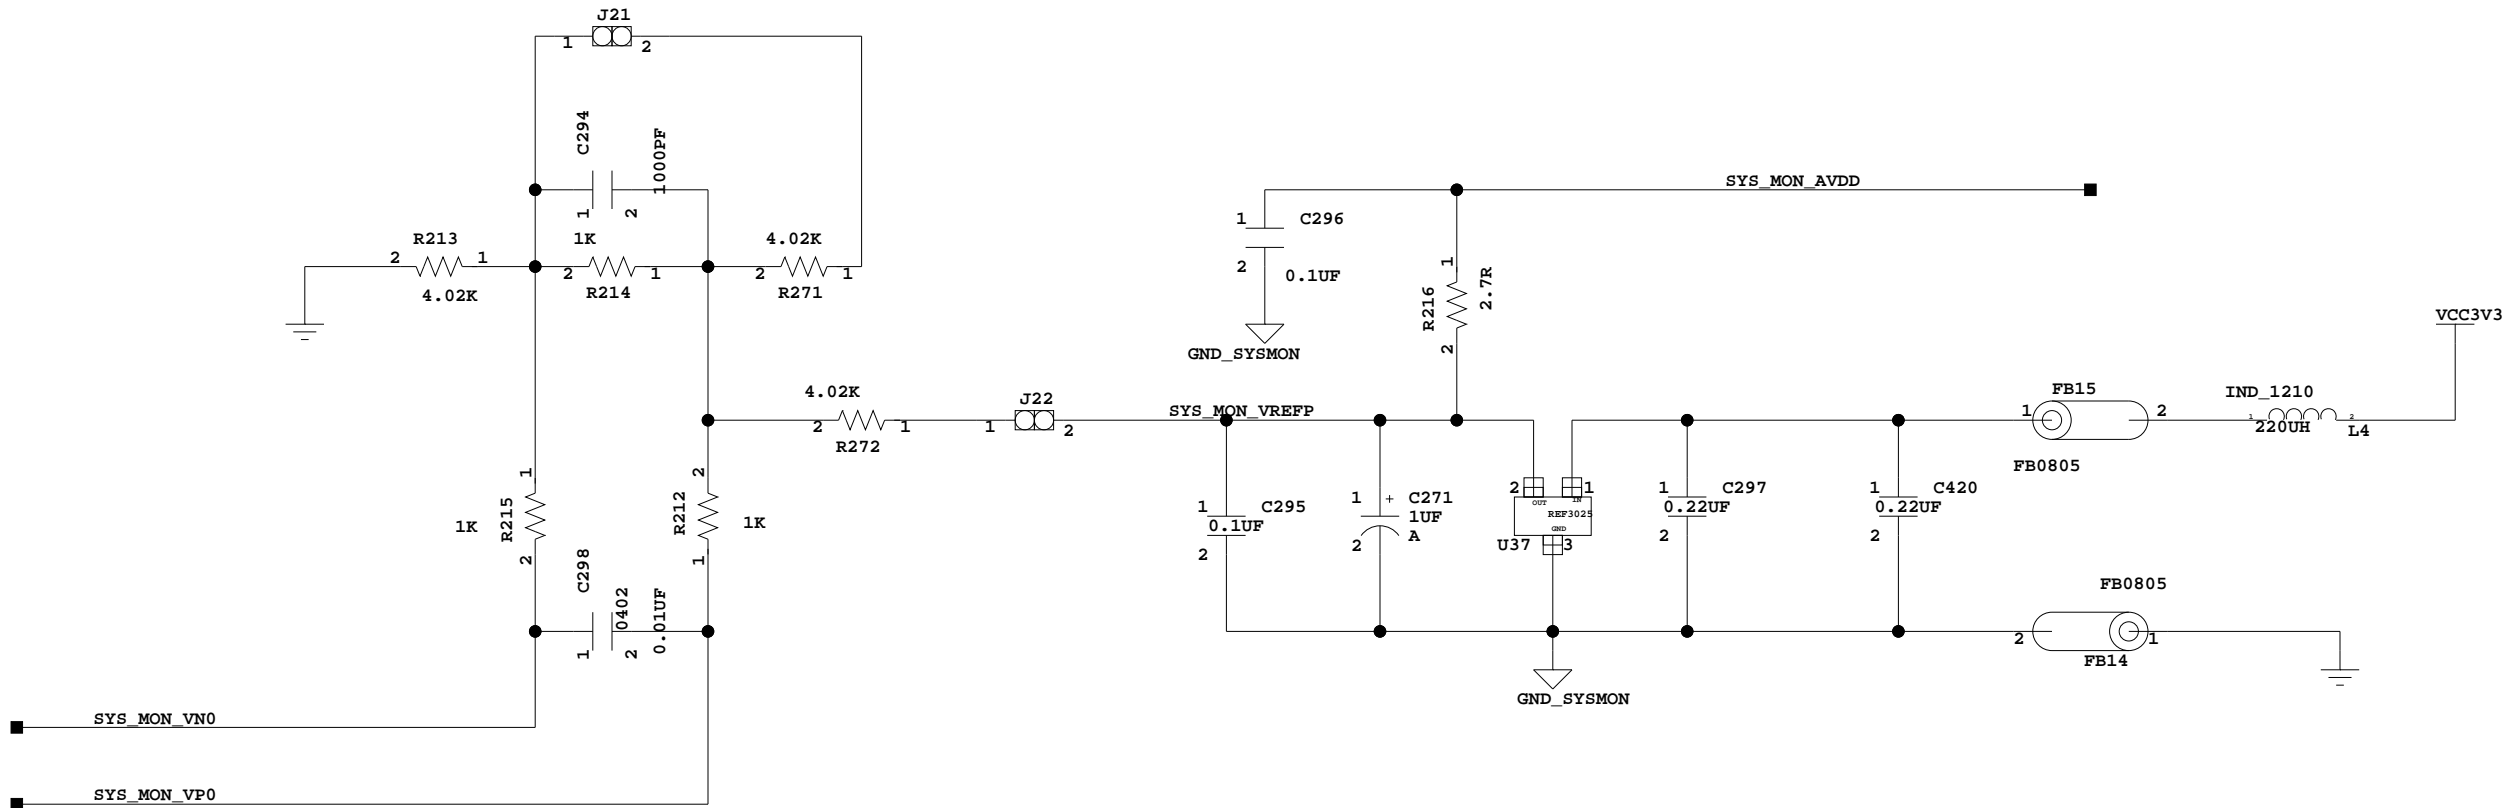 J21
1
2
C294
1000PF
1
2
SYS_MON_AVDD
1
C296
2
0.1UF
GND_SYSMON
R213
1K
4.02K
2
1
2
1
2
1
4.02K
R214
R271
1
R216
2.7R
2
VCC3V3
4.02K
2
1
R272
J22
1
2
SYS_MON_VREFP
FB15
1
2
FB0805
IND_1210
1
2
220UH
L4
1
R215
1K
2
2
R212
1K
1
1
C295
0.1UF
2
1
+
C271
1UF
A
2
2
1
OUT
IN
REF3025
GND
U37
3
1
C297
0.22UF
2
1
C420
0.22UF
2
C298
0402
0.01UF
1
2
FB0805
2
1
FB14
GND_SYSMON
SYS_MON_VN0
SYS_MON_VP0